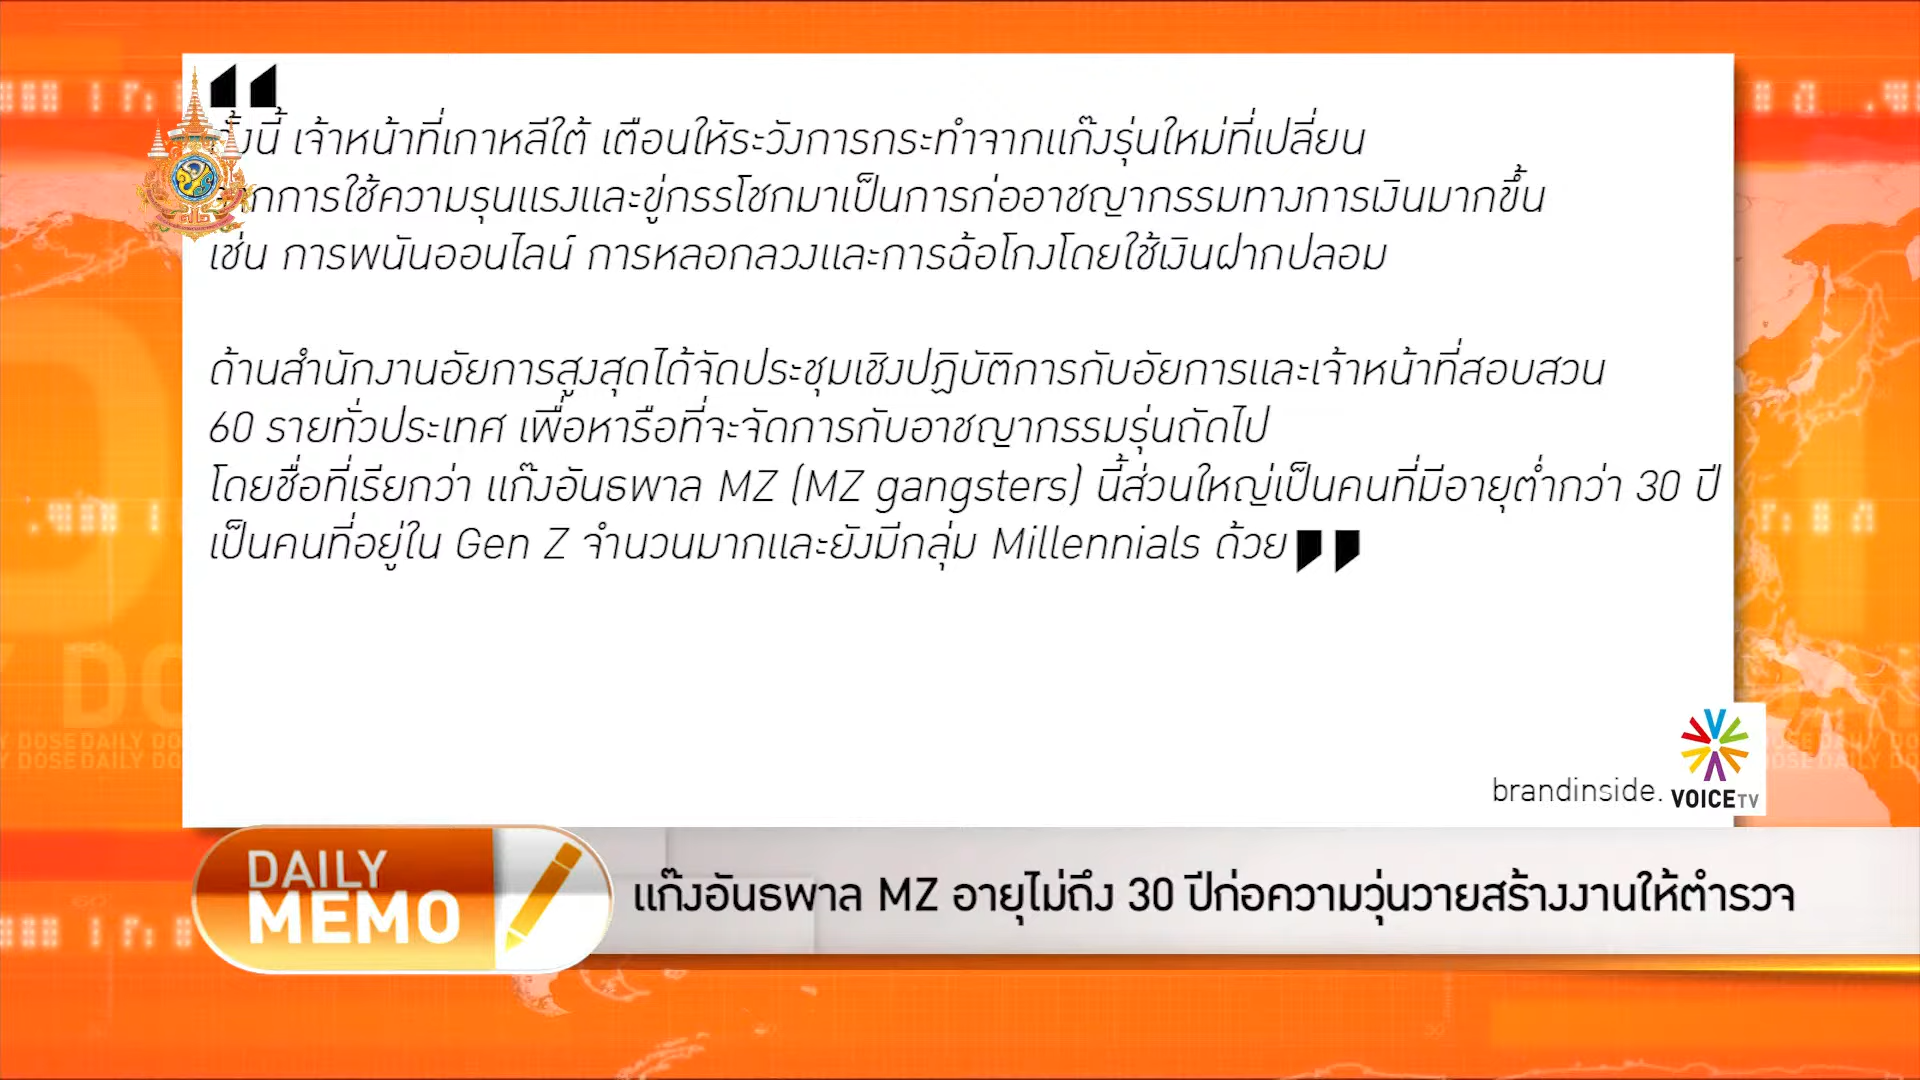 ทั้งนี้ เจ้าหน้าที่เกาหลีใต้ เตือนให้ระวังการกระทำจากแก๊งรุ่นใหม่ที่เปลี่ยน
จากการใช้ความรุนแรงและขู่กรรโชกมาเป็นการก่ออาชญากรรมทางการเงินมากขึ้น
เช่น การพนันออนไลน์ การหลอกลวงและการฉ้อโกงโดยใช้เงินฝากปลอม
ด้านสำนักงานอัยการสูงสุดได้จัดประชุมเชิงปฏิบัติการกับอัยการและเจ้าหน้าที่สอบสวน
60 รายทั่วประเทศ เพื่อหารือที่จะจัดการกับอาชญากรรมรุ่นถัดไป
โดยชื่อที่เรียกว่า แก๊งอันธพาล MZ (MZ gangsters) นี้ส่วนใหญ่เป็นคนที่มีอายุต่ำกว่า 30 ปี
เป็นคนที่อยู่ใน Gen Z จำนวนมากและยังมีกลุ่ม Millennials ด้วย
brandinside.
VOICE TV
DAILY
MEMO
แก๊งอันธพาล MZ อายุไม่ถึง 30 ปีก่อความวุ่นวายสร้างงานให้ตำรวจ